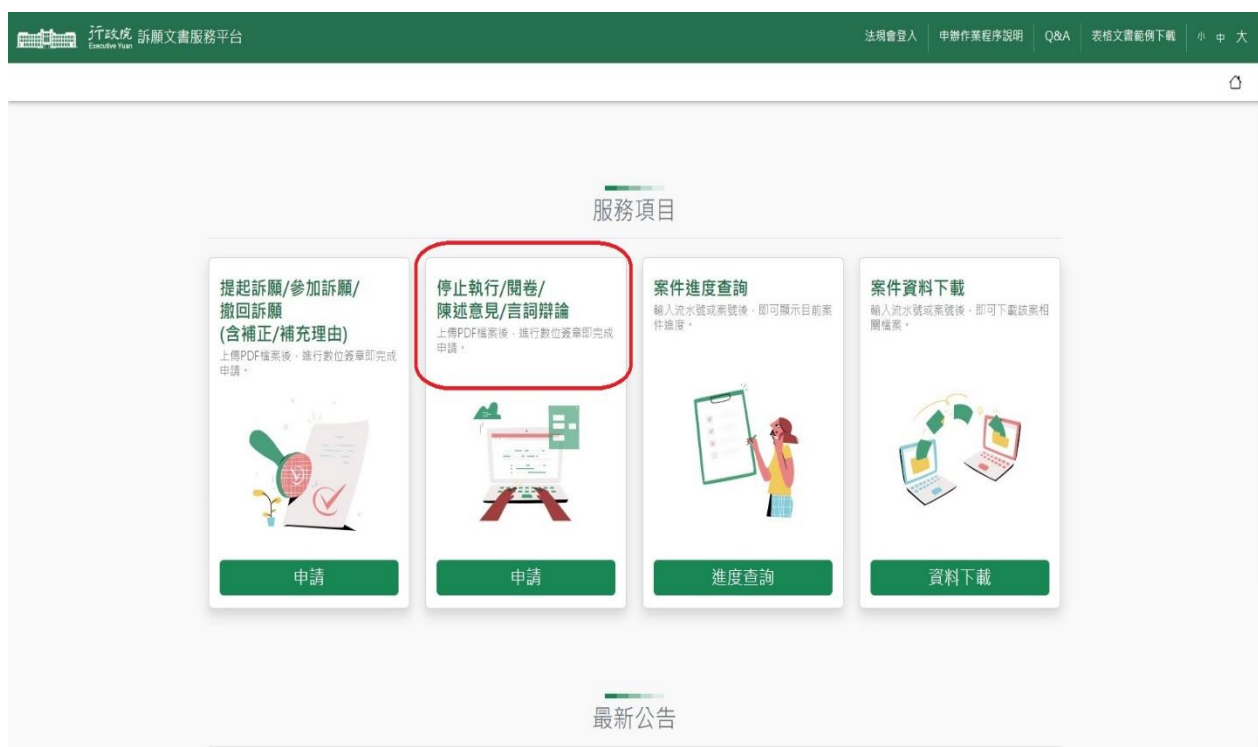 行政院 訴願文書服務平台
Executive Yuan
法規會登入
申辦作業程序說明
Q&A
表格文書範例下載
小 中 大
服務項目
提起訴願/參加訴願/
撤回訴願
(含補正/補充理由)
上傳PDF檔案後，進行數位簽章即完成
申請。
申請
停止執行/閱卷/
陳述意見/言詞辯論
上傳PDF檔案後，進行數位簽章即完成
申請。
申請
案件進度查詢
輸入流水號或案號後，即可顯示目前案
件進度。
進度查詢
案件資料下載
輸入流水號或案號後，即可下載該案相
關檔案。
資料下載
最新公告